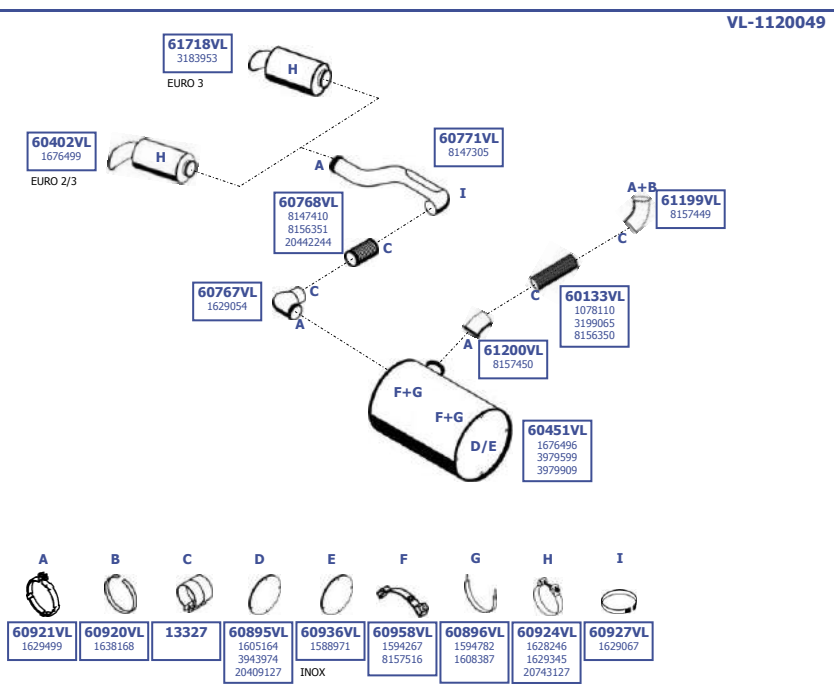 VL-1120049
61718VL
3183953
EURO 3
H
60402VL
1676499
EURO 2/3
H
60771VL
8147305
A
I
60768VL
8147410
8156351
20442244
C
A+B
61199VL
8157449
C
60767VL
1629054
C
A
C
60133VL
1078110
3199065
8156350
A
61200VL
8157450
F+G
F+G
D/E
60451VL
1676496
3979599
3979909
A
B
C
D
E
F
G
H
I
60921VL
1629499
60920VL
1638168
13327
60895VL
1605164
3943974
20409127
60936VL
1588971
INOX
60958VL
1594267
8157516
60896VL
1594782
1608387
60924VL
1628246
1629345
20743127
60927VL
1629067